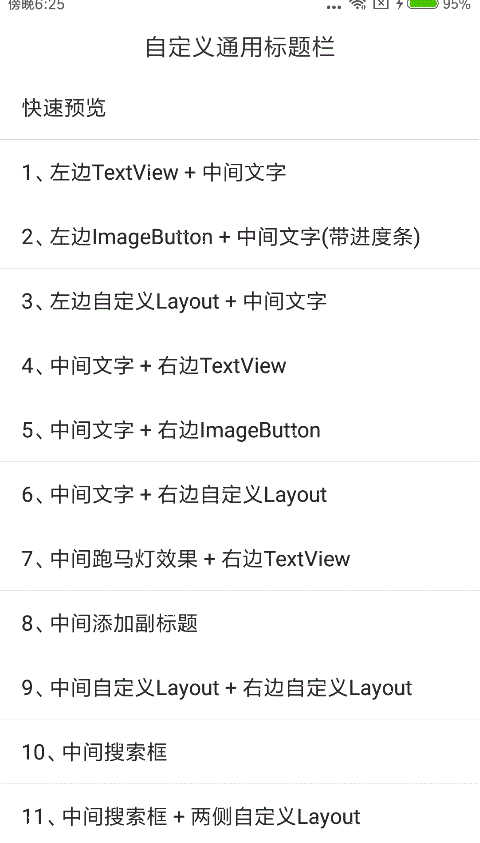 傍晚6:25 ... 95%
自定义通用标题栏
快速预览
1、左边TextView + 中间文字
2、左边ImageButton + 中间文字(带进度条)
3、左边自定义Layout + 中间文字
4、中间文字 + 右边TextView
5、中间文字 + 右边ImageButton
6、中间文字 + 右边自定义Layout
7、中间跑马灯效果 + 右边TextView
8、中间添加副标题
9、中间自定义Layout + 右边自定义Layout
10、中间搜索框
11、中间搜索框 + 两侧自定义Layout